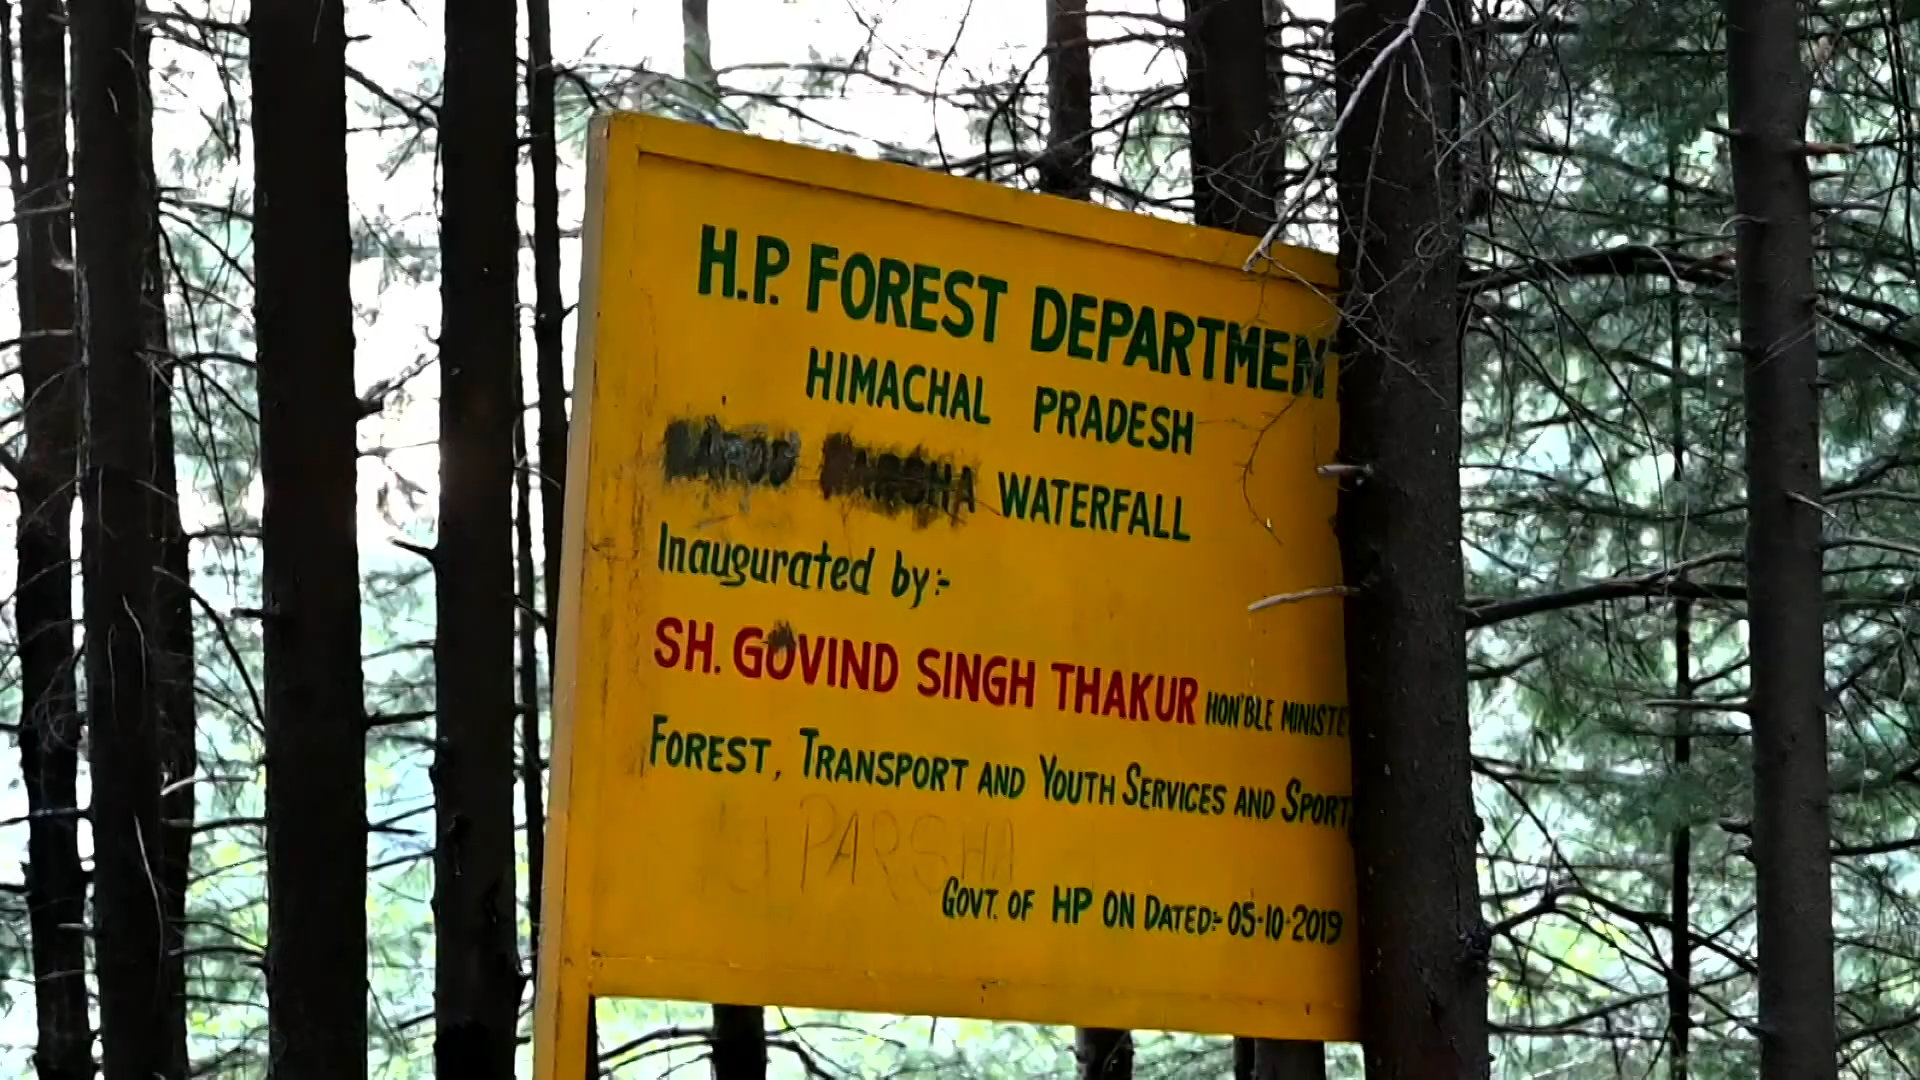 H.P. FOREST DEPARTMENT
HIMACHAL PRADESH
WATERFALL
Inaugurated by:-
SH. GOVIND SINGH THAKUR HON'BLE MINISTE
FOREST, TRANSPORT AND YOUTH SERVICES AND SPORT
PARSHA
GOVT. OF HP ON DATED:- 05-10-2019